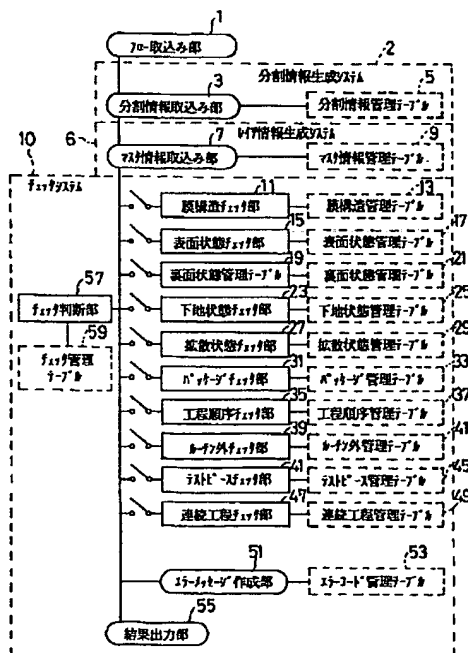 1
ﾌﾛｰ取込み部
2
分割情報生成システム
3
分割情報取込み部
5
分割情報管理テーブル
6
ﾚｲｱ情報生成システム
7
ﾏｽｸ情報取込み部
9
ﾏｽｸ情報管理テーブル
10
ﾁｪｯｸｼｽﾃﾑ
11
膜構造ﾁｪｯｸ部
13
膜構造管理テーブル
15
表面状態ﾁｪｯｸ部
17
表面状態管理テーブル
19
裏面状態管理ﾃｰﾌﾞﾙ
21
裏面状態管理テーブル
57
ﾁｪｯｸ判断部
23
下地状態ﾁｪｯｸ部
25
下地状態管理テーブル
59
ﾁｪｯｸ管理
テーブル
27
拡散状態ﾁｪｯｸ部
29
拡散状態管理テーブル
31
ﾊﾟｯｹｰｼﾞﾁｪｯｸ部
33
ﾊﾟｯｹｰｼﾞ管理テーブル
35
工程順序ﾁｪｯｸ部
37
工程順序管理テーブル
39
ﾙｰﾁﾝ外ﾁｪｯｸ部
41
ﾙｰﾁﾝ外管理テーブル
41
ﾃｽﾄﾋﾟｰｽﾁｪｯｸ部
45
ﾃｽﾄﾋﾟｰｽ管理テーブル
47
連続工程ﾁｪｯｸ部
49
連続工程管理テーブル
51
ｴﾗｰﾒｯｾｰｼﾞ作成部
53
ｴﾗｰｺｰﾄﾞ管理テーブル
55
結果出力部